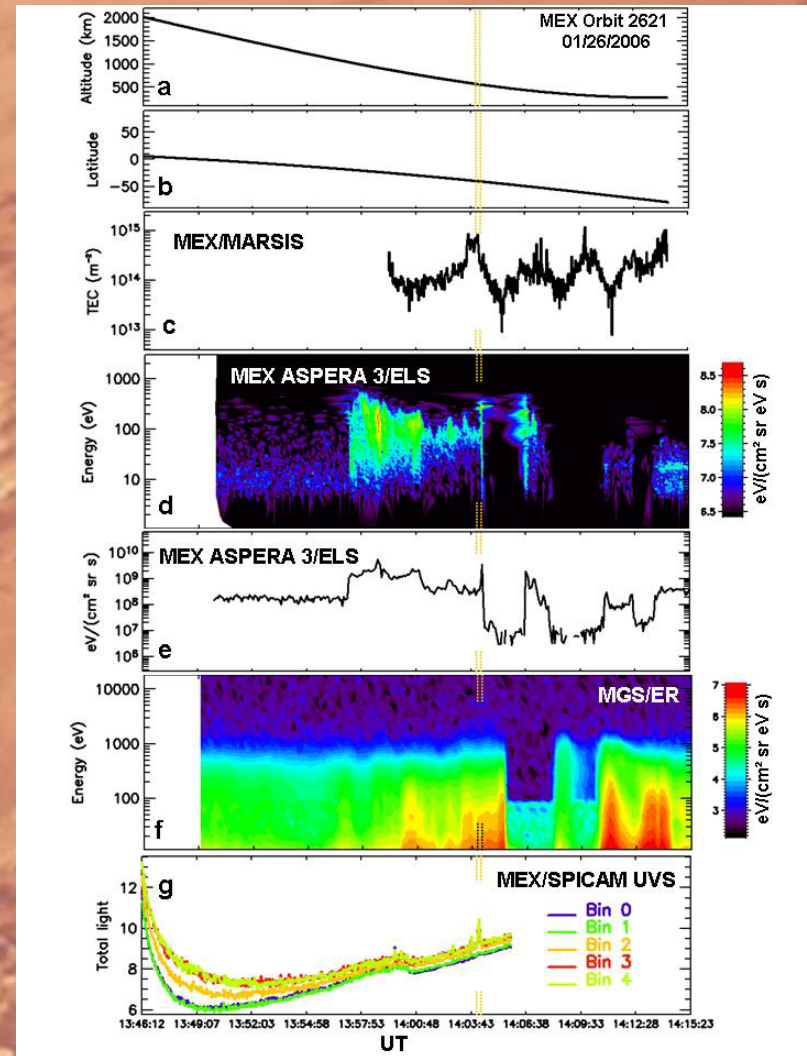 MEX Orbit 2621
01/26/2006
Altitude (km)
2000
1500
1000
500
a
Latitude
50
0
−50
b
MEX/MARSIS
TEC (m⁻²)
10¹⁵
10¹⁴
10¹³
c
MEX ASPERA 3/ELS
Energy (eV)
1000
100
10
d
8.5
8.0
7.5
7.0
6.5
eV/(cm² sr eV s)
MEX ASPERA 3/ELS
eV/(cm² sr s)
10¹⁰
10⁹
10⁸
10⁷
10⁶
e
MGS/ER
Energy (eV)
10000
1000
100
f
7
6
5
4
3
eV/(cm² sr eV s)
g
MEX/SPICAM UVS
Total light
12
10
8
6
Bin 0
Bin 1
Bin 2
Bin 3
Bin 4
13:46:12 13:49:07 13:52:03 13:54:58 13:57:53 14:00:48 14:03:43 14:06:38 14:09:33 14:12:28 14:15:23
UT